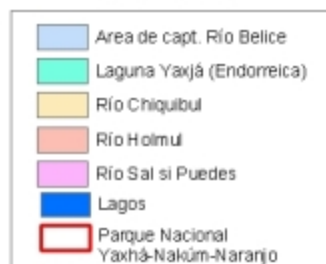 Area de capt. Río Belice
Laguna Yaxjá (Endorreica)
Río Chiquibul
Río Holmul
Río Sal si Puedes
Lagos
Parque Nacional
Yaxhá-Nakúm-Naranjo